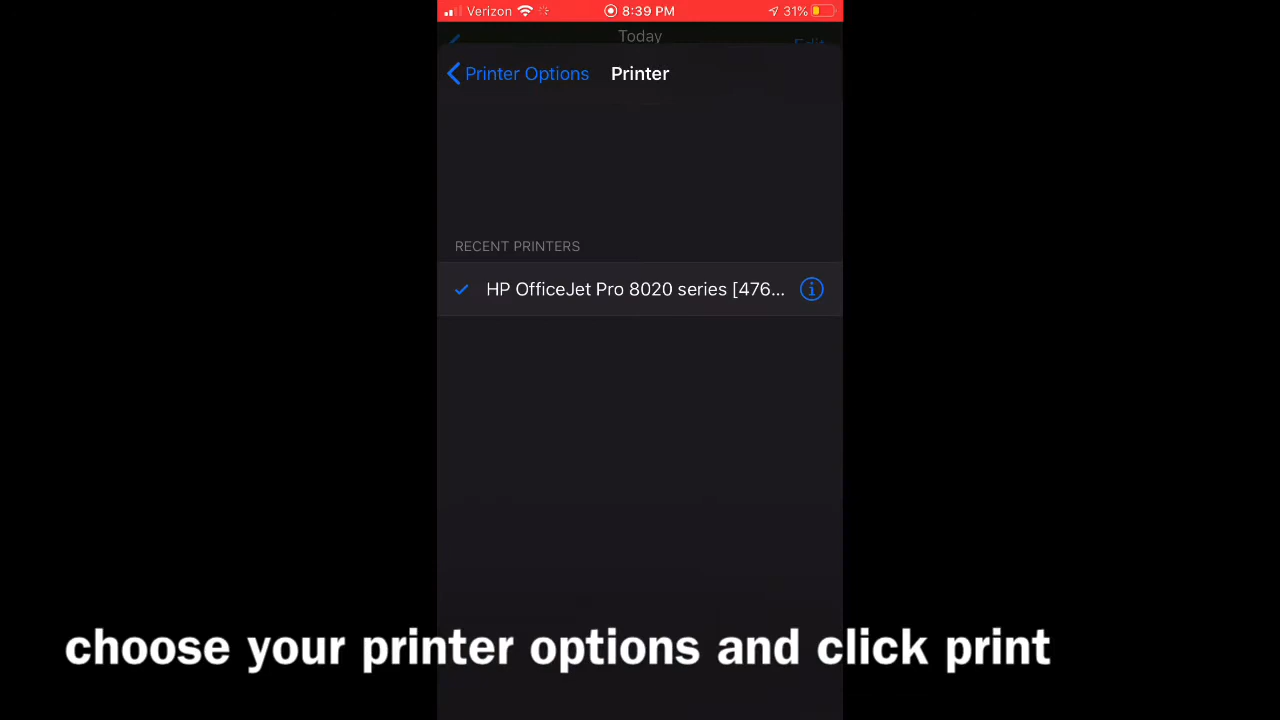 Verizon 8:39 PM 31%
Today
Edit
Printer Options Printer
RECENT PRINTERS
HP OfficeJet Pro 8020 series [476...
choose your printer options and click print